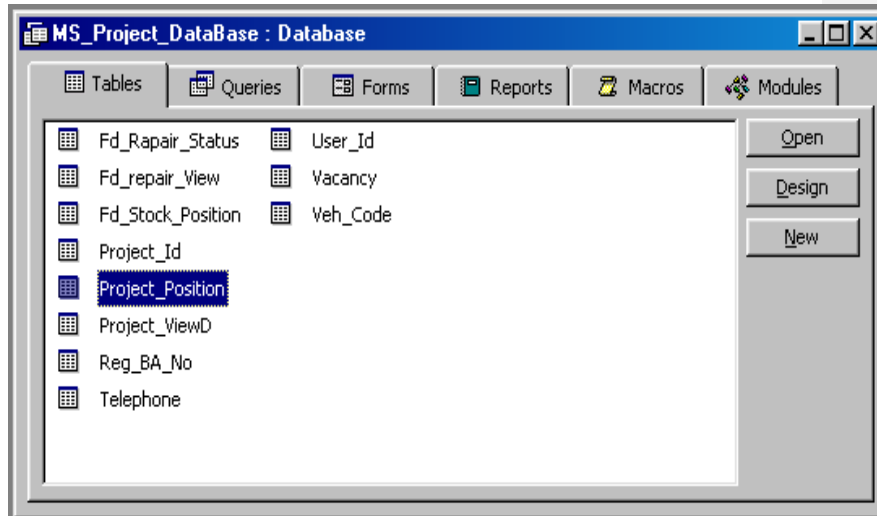 MS_Project_DataBase : Database
Tables Queries Forms Reports Macros Modules
Fd_Rapair_Status User_Id Open
Fd_repair_View Vacancy Design
Fd_Stock_Position Veh_Code New
Project_Id
Project_Position
Project_ViewD
Reg_BA_No
Telephone